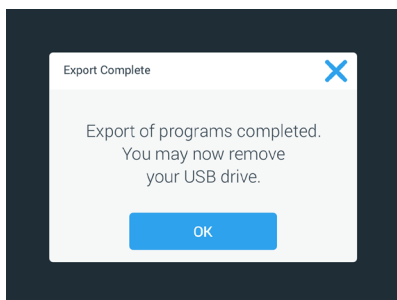 Export Complete
Export of programs completed.
You may now remove
your USB drive.
OK